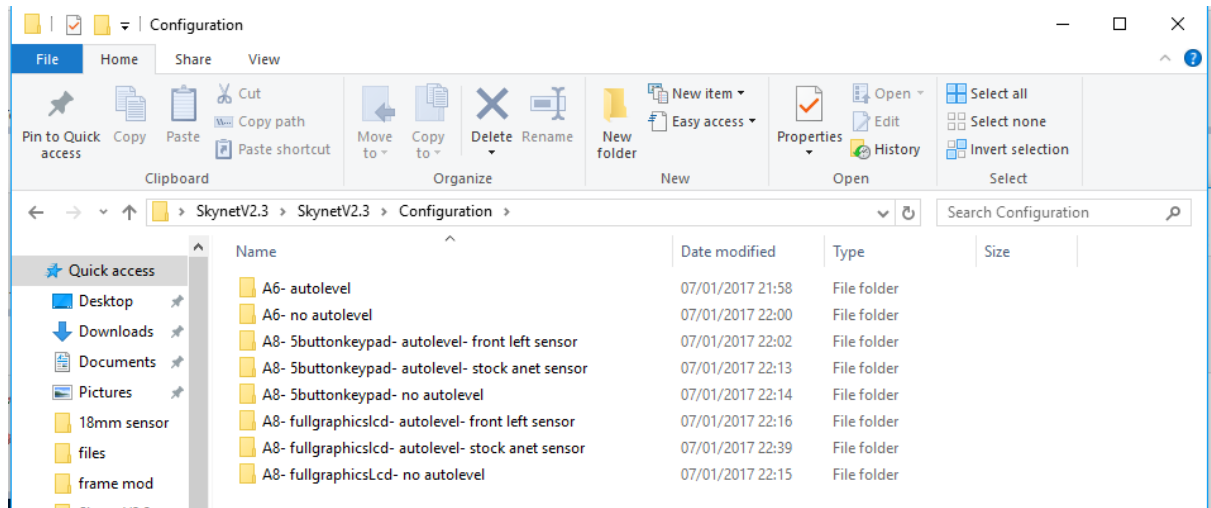 Configuration
File Home Share View
Pin to Quick access
Copy
Paste
Cut
Copy path
Paste shortcut
Clipboard
Move to
Copy to
Delete
Rename
Organize
New folder
New item
Easy access
New
Properties
Open
Edit
History
Open
Select all
Select none
Invert selection
Select
SkynetV2.3 > SkynetV2.3 > Configuration >
Search Configuration
Quick access
Desktop
Downloads
Documents
Pictures
18mm sensor
files
frame mod
Name Date modified Type Size
A6- autolevel 07/01/2017 21:58 File folder
A6- no autolevel 07/01/2017 22:00 File folder
A8- 5buttonkeypad- autolevel- front left sensor 07/01/2017 22:02 File folder
A8- 5buttonkeypad- autolevel- stock anet sensor 07/01/2017 22:13 File folder
A8- 5buttonkeypad- no autolevel 07/01/2017 22:14 File folder
A8- fullgraphicslcd- autolevel- front left sensor 07/01/2017 22:16 File folder
A8- fullgraphicslcd- autolevel- stock anet sensor 07/01/2017 22:39 File folder
A8- fullgraphicsLcd- no autolevel 07/01/2017 22:15 File folder